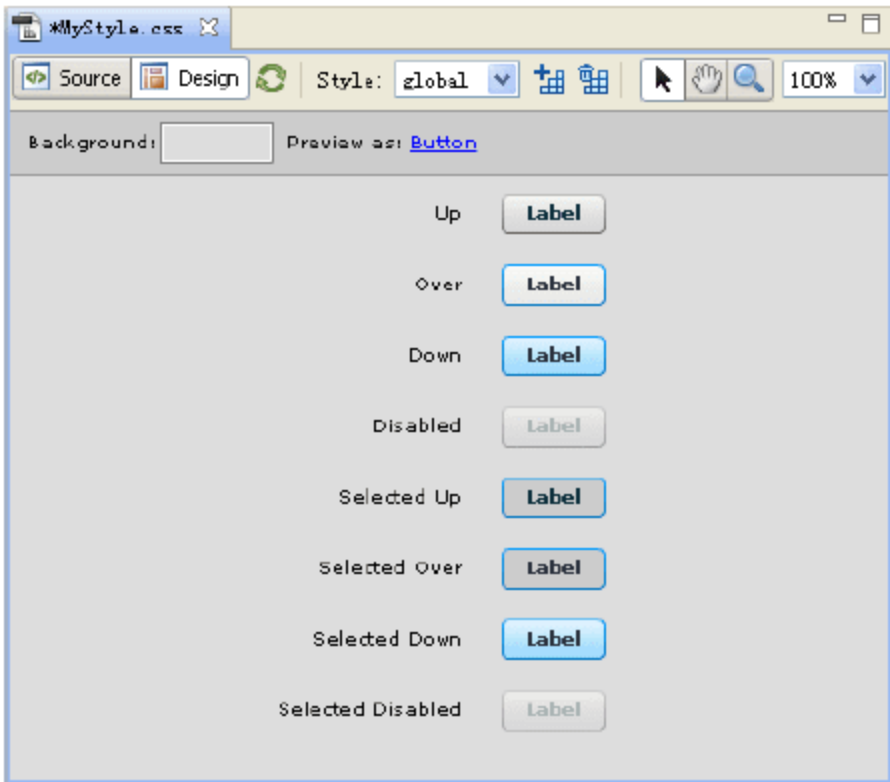 *MyStyle.css
Source Design Style: global 100%
Background: Preview as: Button
Up Label
Over Label
Down Label
Disabled Label
Selected Up Label
Selected Over Label
Selected Down Label
Selected Disabled Label